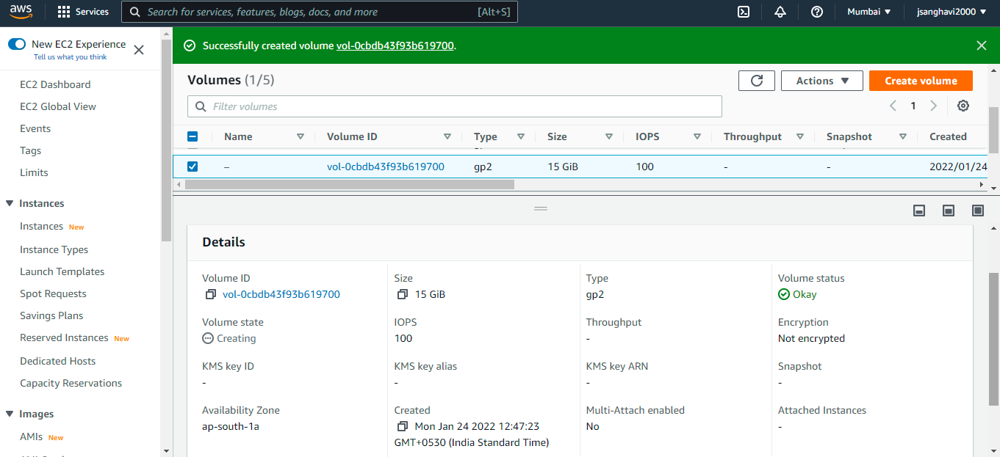 aws
Services
Search for services, features, blogs, docs, and more [Alt+S]
Mumbai ▼
jsanghavi2000 ▼
New EC2 Experience
Tell us what you think
EC2 Dashboard
EC2 Global View
Events
Tags
Limits
Instances
Instances New
Instance Types
Launch Templates
Spot Requests
Savings Plans
Reserved Instances New
Dedicated Hosts
Capacity Reservations
Images
AMIs New
Successfully created volume vol-0cbdb43f93b619700.
Volumes (1/5)
Actions ▼
Create volume
Filter volumes
1
Name Volume ID Type Size IOPS Throughput Snapshot Created
– vol-0cbdb43f93b619700 gp2 15 GiB 100 - - 2022/01/24
Details
Volume ID
vol-0cbdb43f93b619700
Size
15 GiB
Type
gp2
Volume status
Okay
Volume state
Creating
IOPS
100
Throughput
-
Encryption
Not encrypted
KMS key ID
-
KMS key alias
-
KMS key ARN
-
Snapshot
-
Availability Zone
ap-south-1a
Created
Mon Jan 24 2022 12:47:23
GMT+0530 (India Standard Time)
Multi-Attach enabled
No
Attached Instances
-